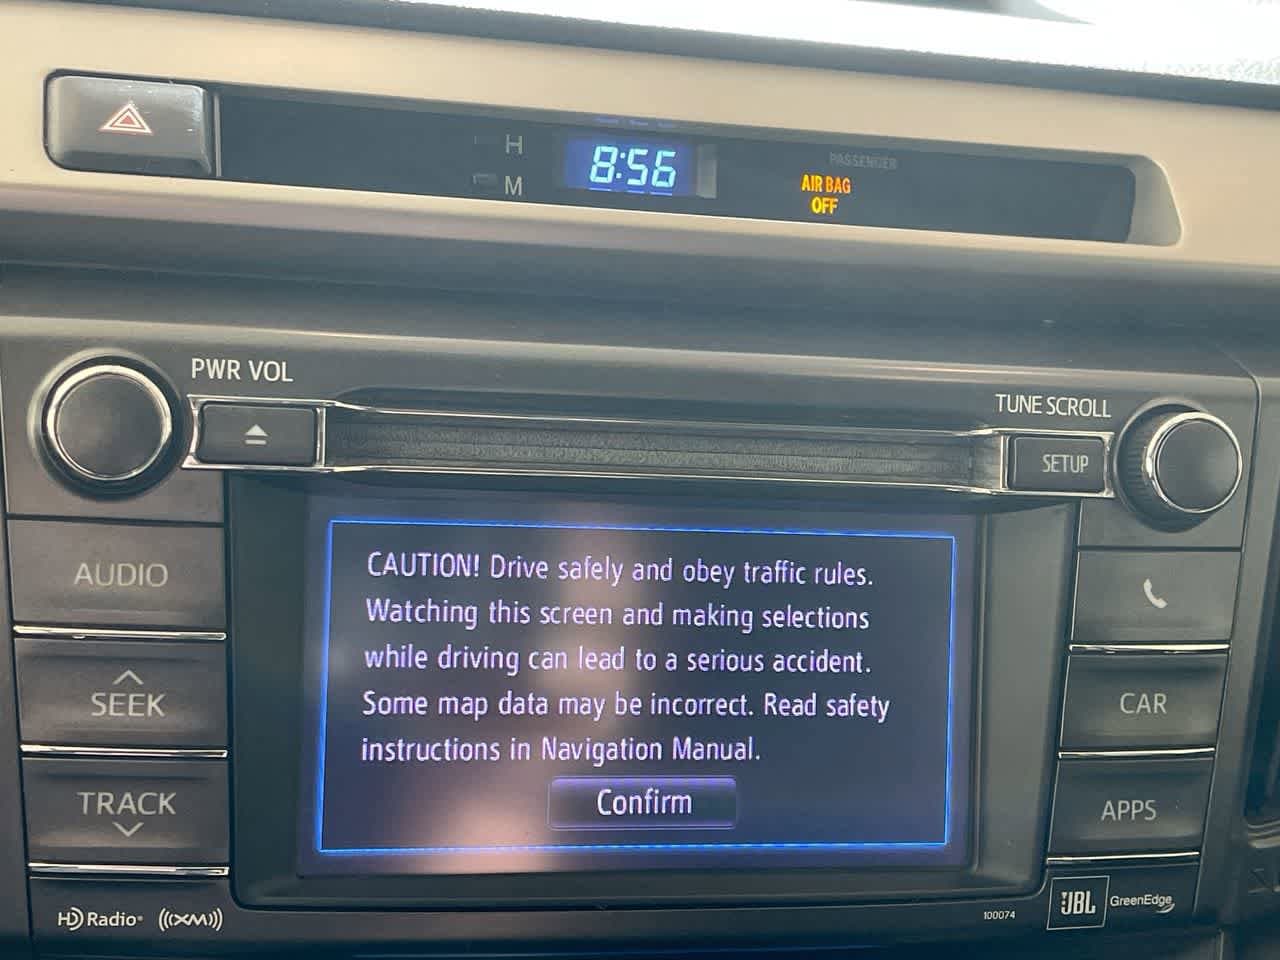 H
8:56
M
PASSENGER
AIR BAG
OFF
PWR VOL
TUNE SCROLL
SETUP
AUDIO
SEEK
TRACK
CAUTION! Drive safely and obey traffic rules.
Watching this screen and making selections
while driving can lead to a serious accident.
Some map data may be incorrect. Read safety
instructions in Navigation Manual.
Confirm
CAR
APPS
HD Radio
((XM))
100074
JBL
GreenEdge